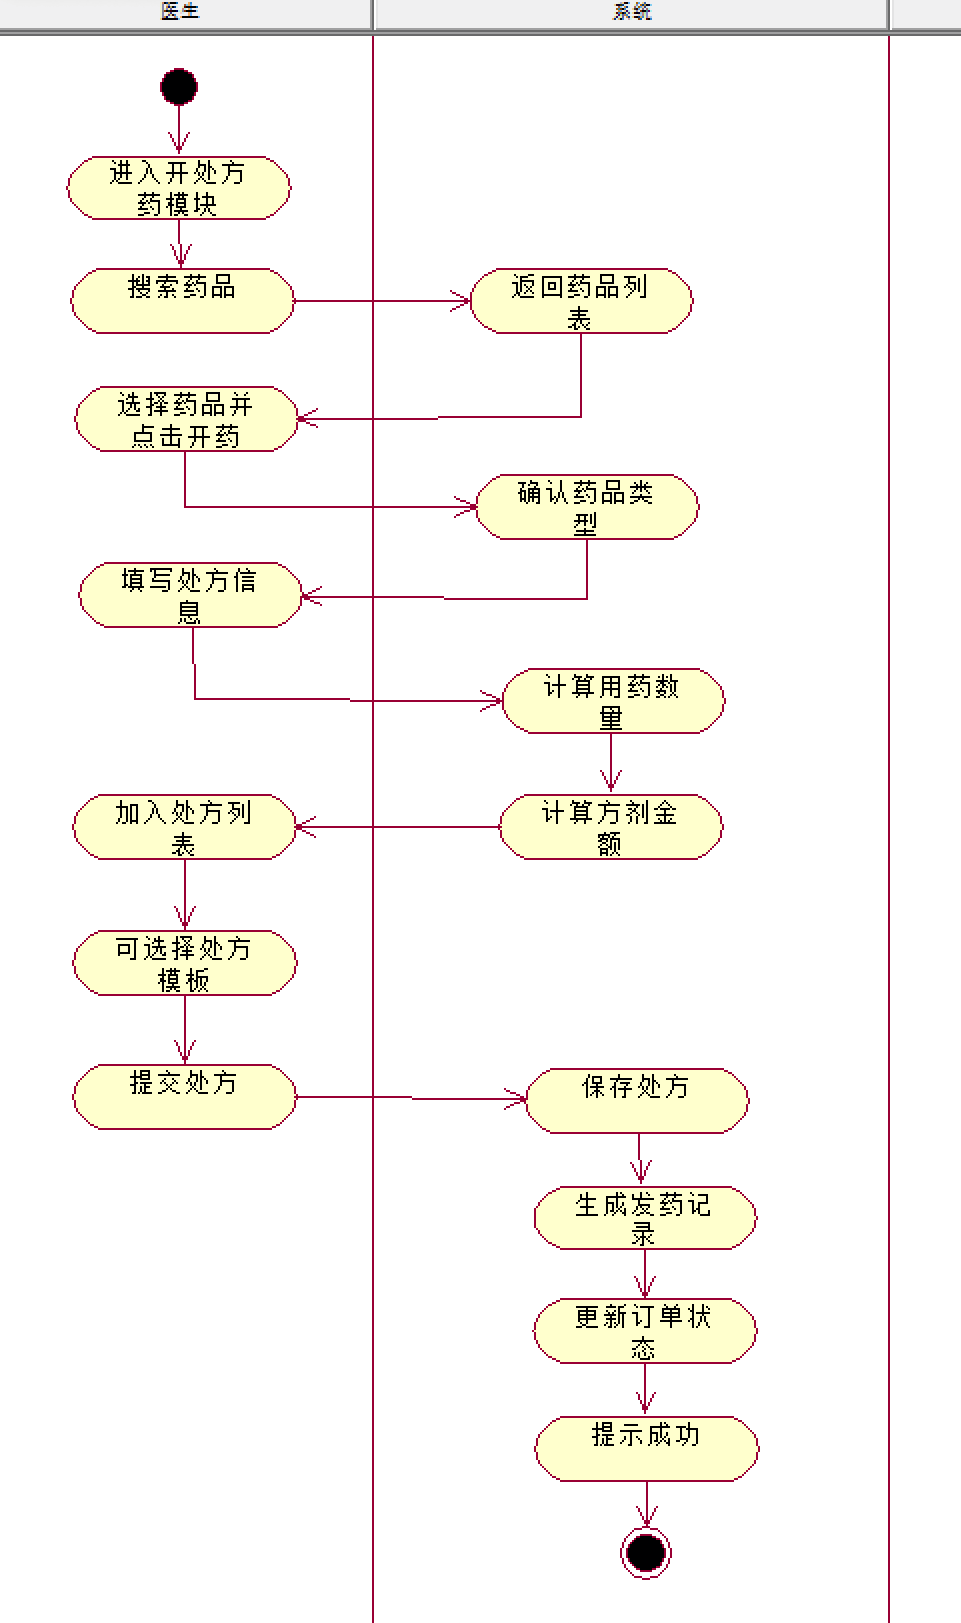 医生
系统
进入开处方
药模块
搜索药品
返回药品列
表
选择药品并
点击开药
确认药品类
型
填写处方信
息
计算用药数
量
加入处方列
表
计算方剂金
额
可选择处方
模板
提交处方
保存处方
生成发药记
录
更新订单状
态
提示成功